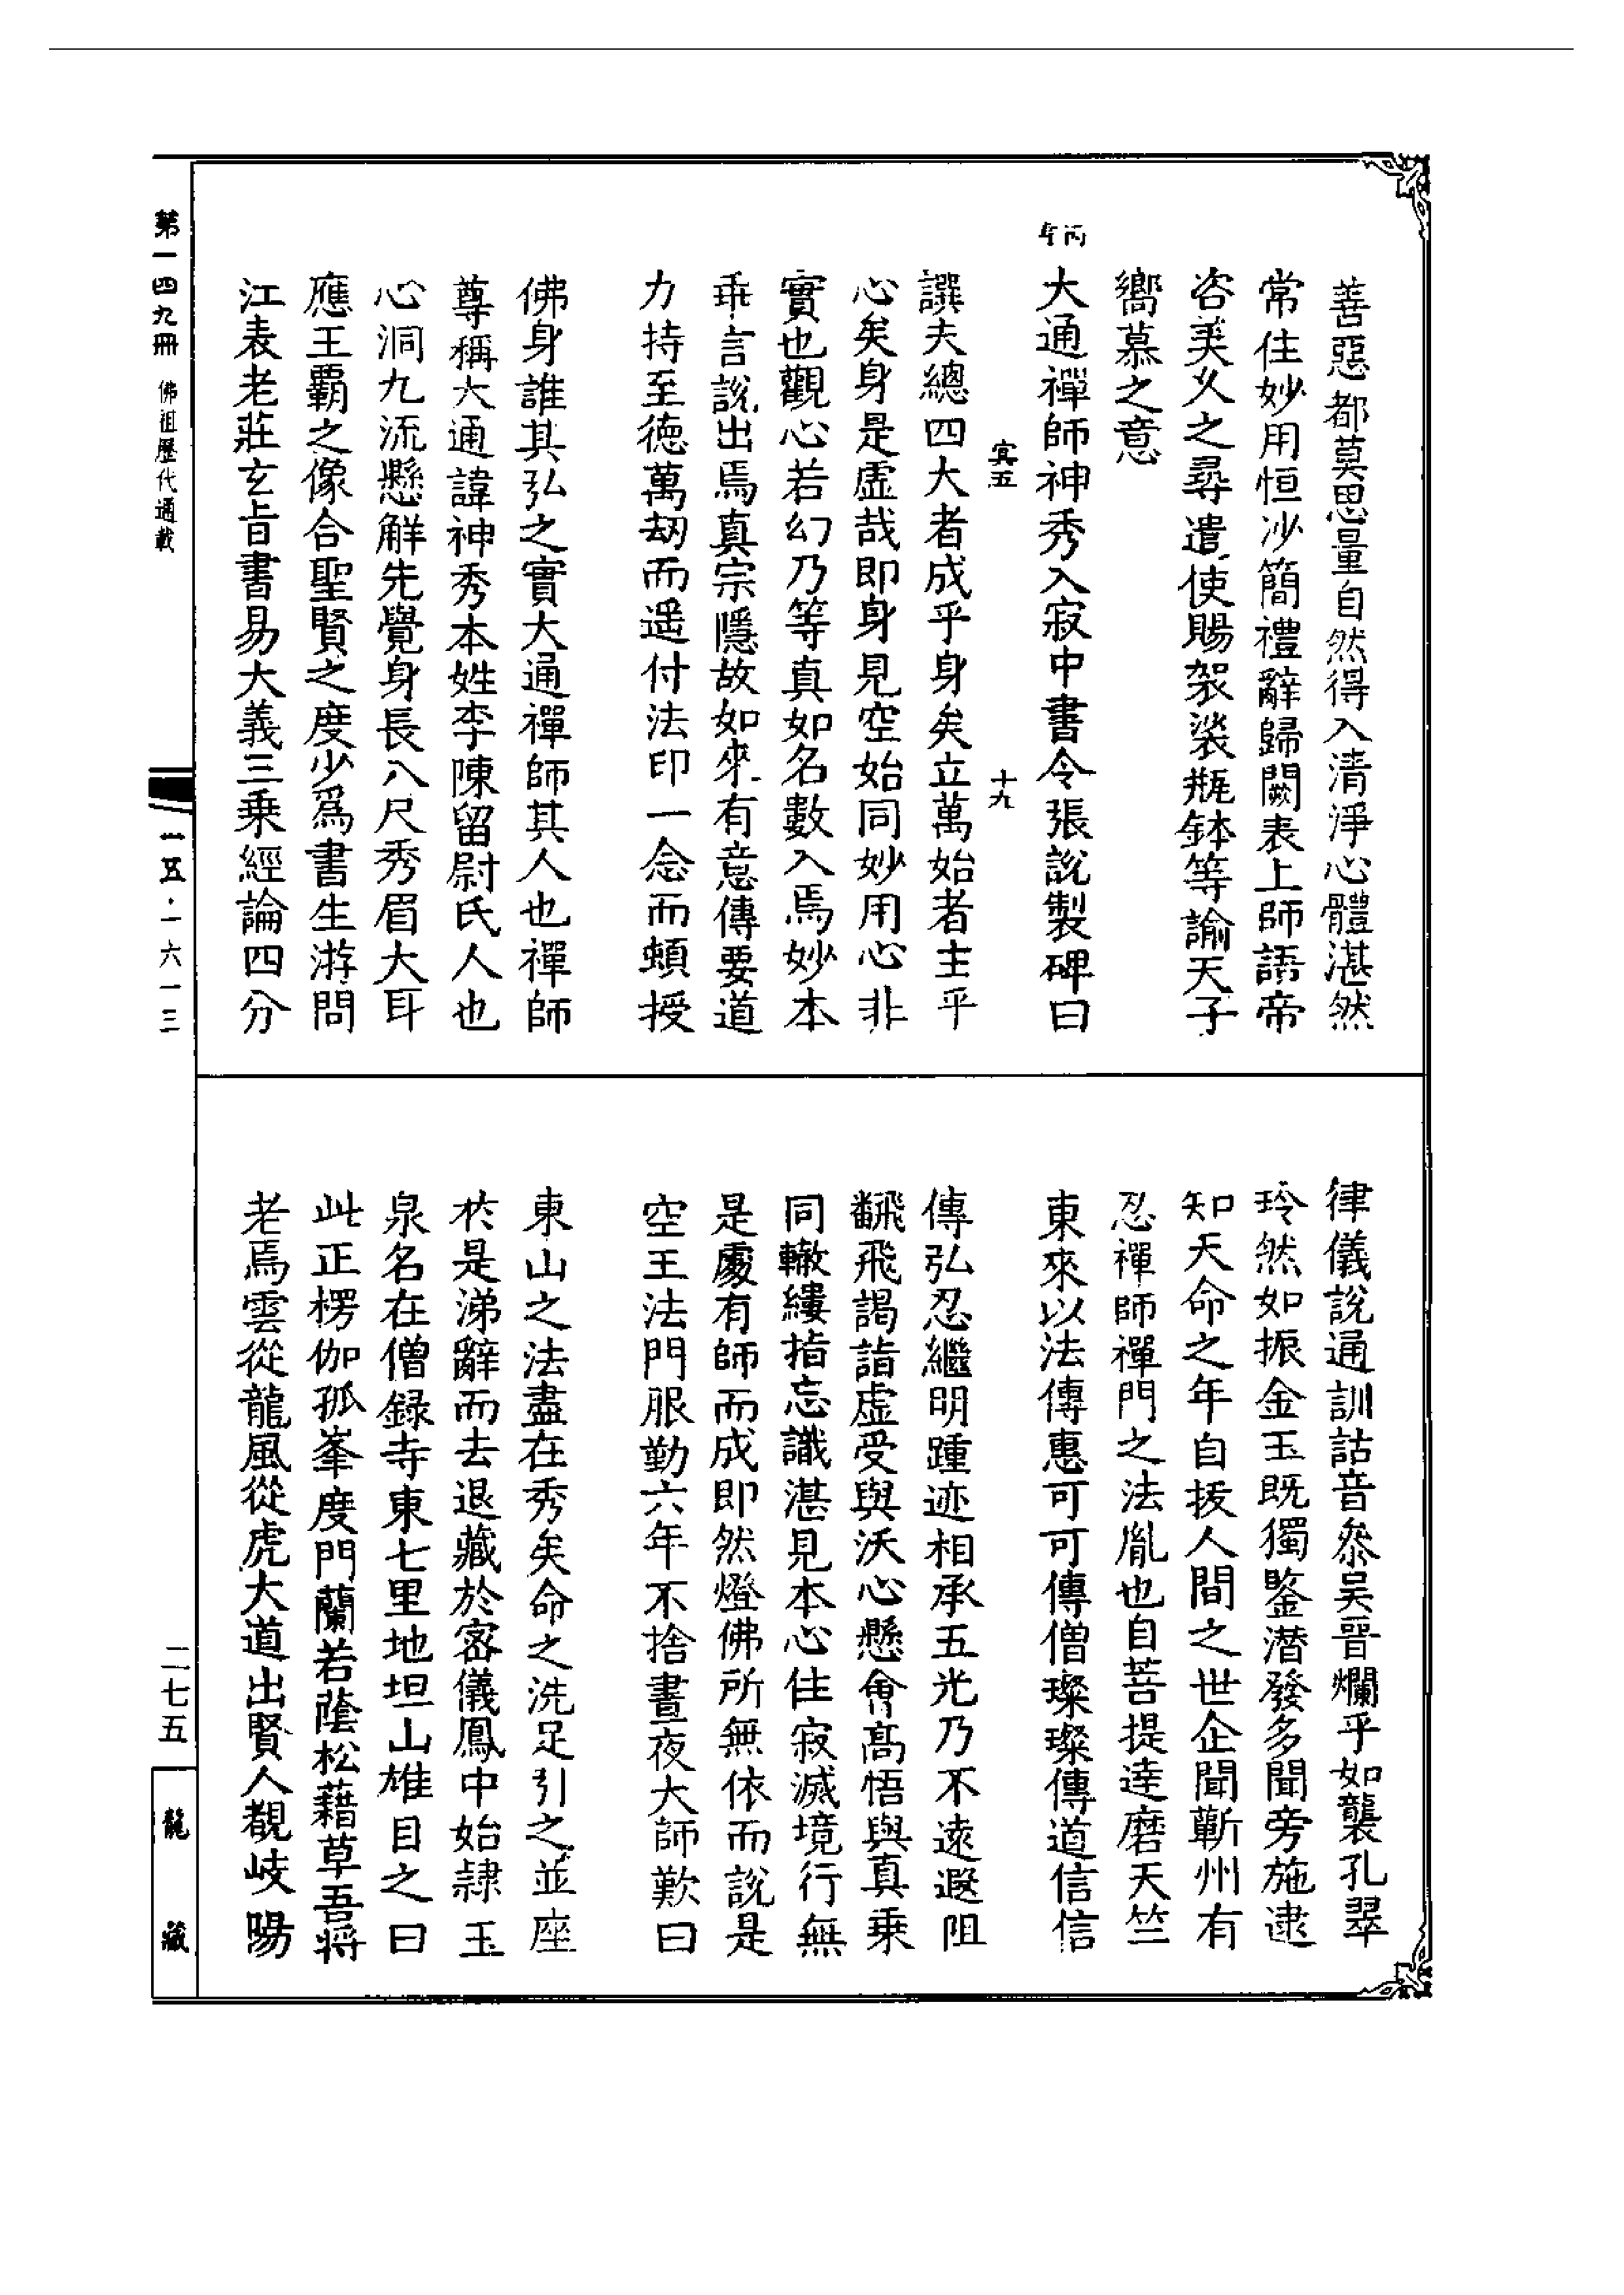 善惡都莫思量自然得入清淨心體湛然
常住妙用恒沙簡禮辭歸闕表上師語帝
咨美久之尋遣使賜袈裟瓶鉢等諭天子
嚮慕之意
丙午
大通禪師神秀入寂中書令張說製碑曰
十九
譔夫總四大者成乎身矣立萬始者主乎
心矣身是虛哉即身見空始同妙用心非
實也觀心若幻乃等真如名數入焉妙本
乖言說出焉真宗隱故如來有意傳要道
力持至德萬劫而遥付法印一念而頓授
佛身誰其弘之實大通禪師其人也禪師
尊稱大通諱神秀本姓李陳留尉氏人也
心洞九流懸解先覺身長八尺秀眉大耳
應王霸之像合聖賢之度少爲書生游問
江表老莊玄旨書易大義三乗經論四分
律儀說通訓詁音叅吴晋爛乎如襲孔翠
玲然如振金玉既獨鑒潜發多聞旁施逮
知天命之年自拔人間之世企聞蘄州有
忍禪師禪門之法胤也自菩提達磨天竺
東來以法傳惠可可傳僧璨璨傳道信信
傳弘忍忍繼明踵迹相承五光乃不遠遐阻
翻飛謁詣虚受與沃心懸會髙悟與真乗
同轍縷指忘識湛見本心住寂滅境行無
是處有師而成即然燈佛所無依而說是
空王法門服勤六年不捨晝夜大師歎曰
東山之法盡在秀矣命之洗足引之並座
於是涕辭而去退藏於密儀鳳中始隷玉
泉名在僧録寺東七里地坦山雄目之曰
此正楞伽孤峯度門蘭若蔭松藉草吾将
老焉雲從龍風從虎大道出賢人覩岐陽
第一四九冊 佛祖歷代通載
一五·一六一三
二七五
龍藏